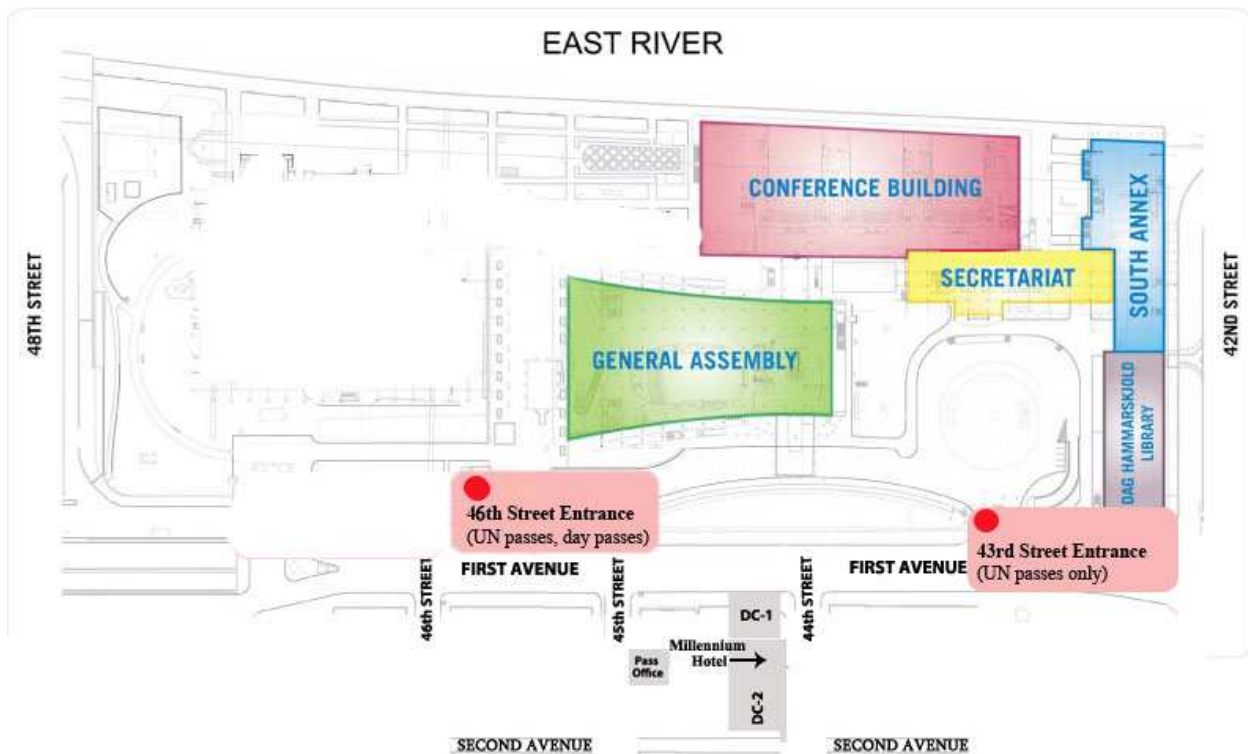 EAST RIVER
CONFERENCE BUILDING
SECRETARIAT
SOUTH ANNEX
48TH STREET
42ND STREET
GENERAL ASSEMBLY
DAG HAMMARSKJOLD
LIBRARY
46th Street Entrance
(UN passes, day passes)
43rd Street Entrance
(UN passes only)
FIRST AVENUE
FIRST AVENUE
46th STREET
45th STREET
44th STREET
DC-1
Millennium
Hotel
Pass
Office
DC-2
SECOND AVENUE
SECOND AVENUE